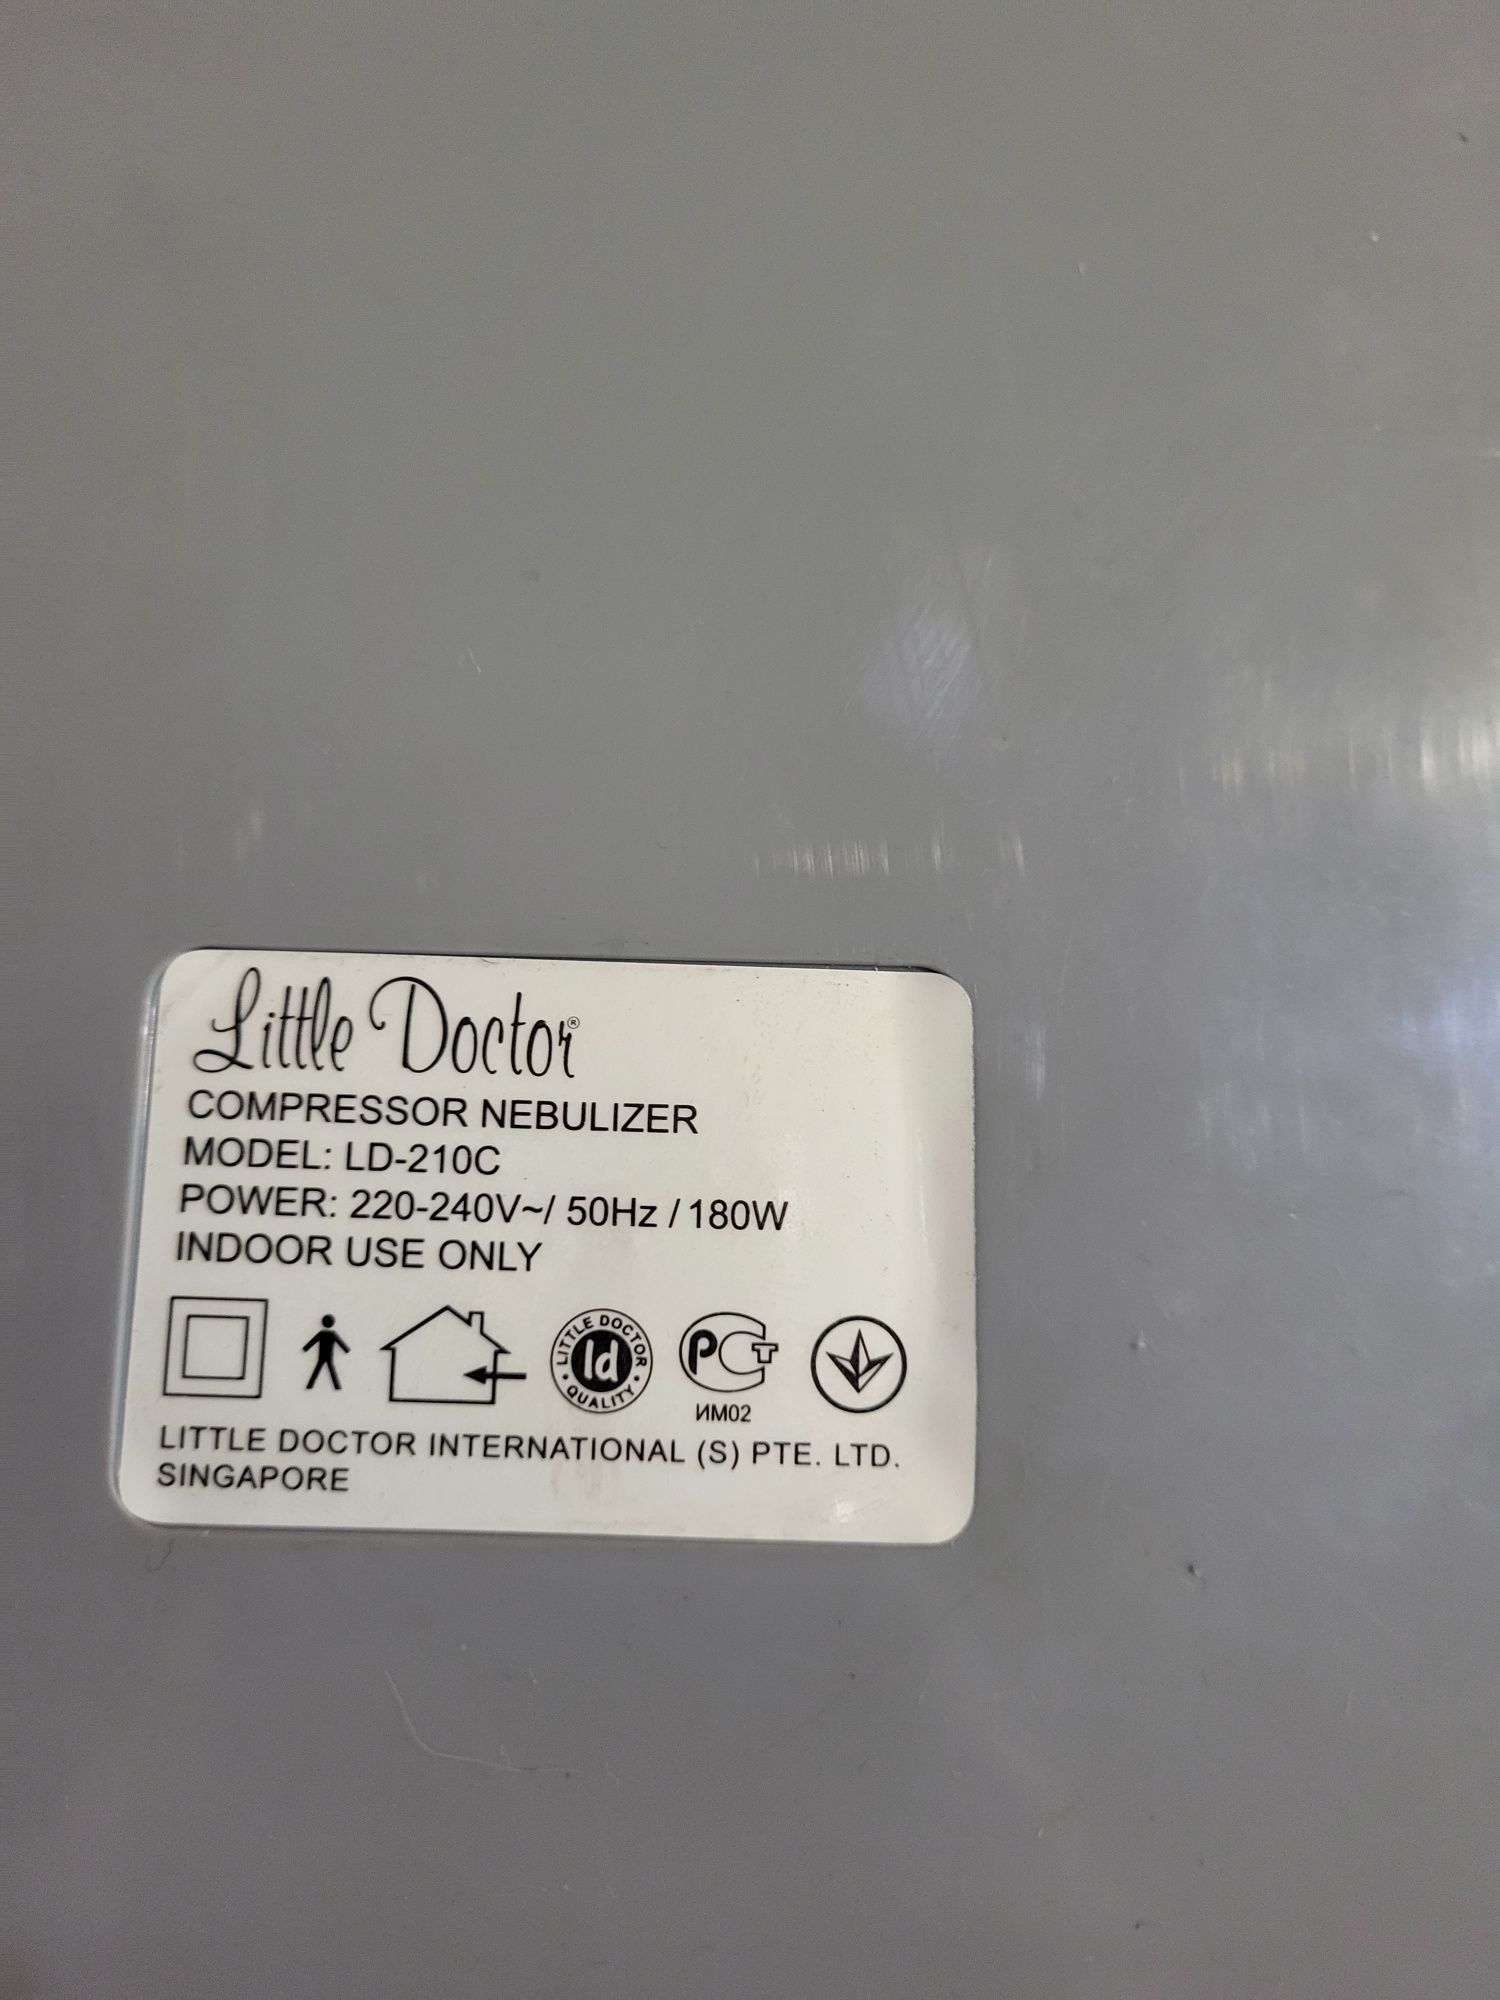 Little Doctor®
COMPRESSOR NEBULIZER
MODEL: LD-210C
POWER: 220-240V~/ 50Hz / 180W
INDOOR USE ONLY
LITTLE DOCTOR
ld
• QUALITY •
РСТ
ИМ02
LITTLE DOCTOR INTERNATIONAL (S) PTE. LTD.
SINGAPORE